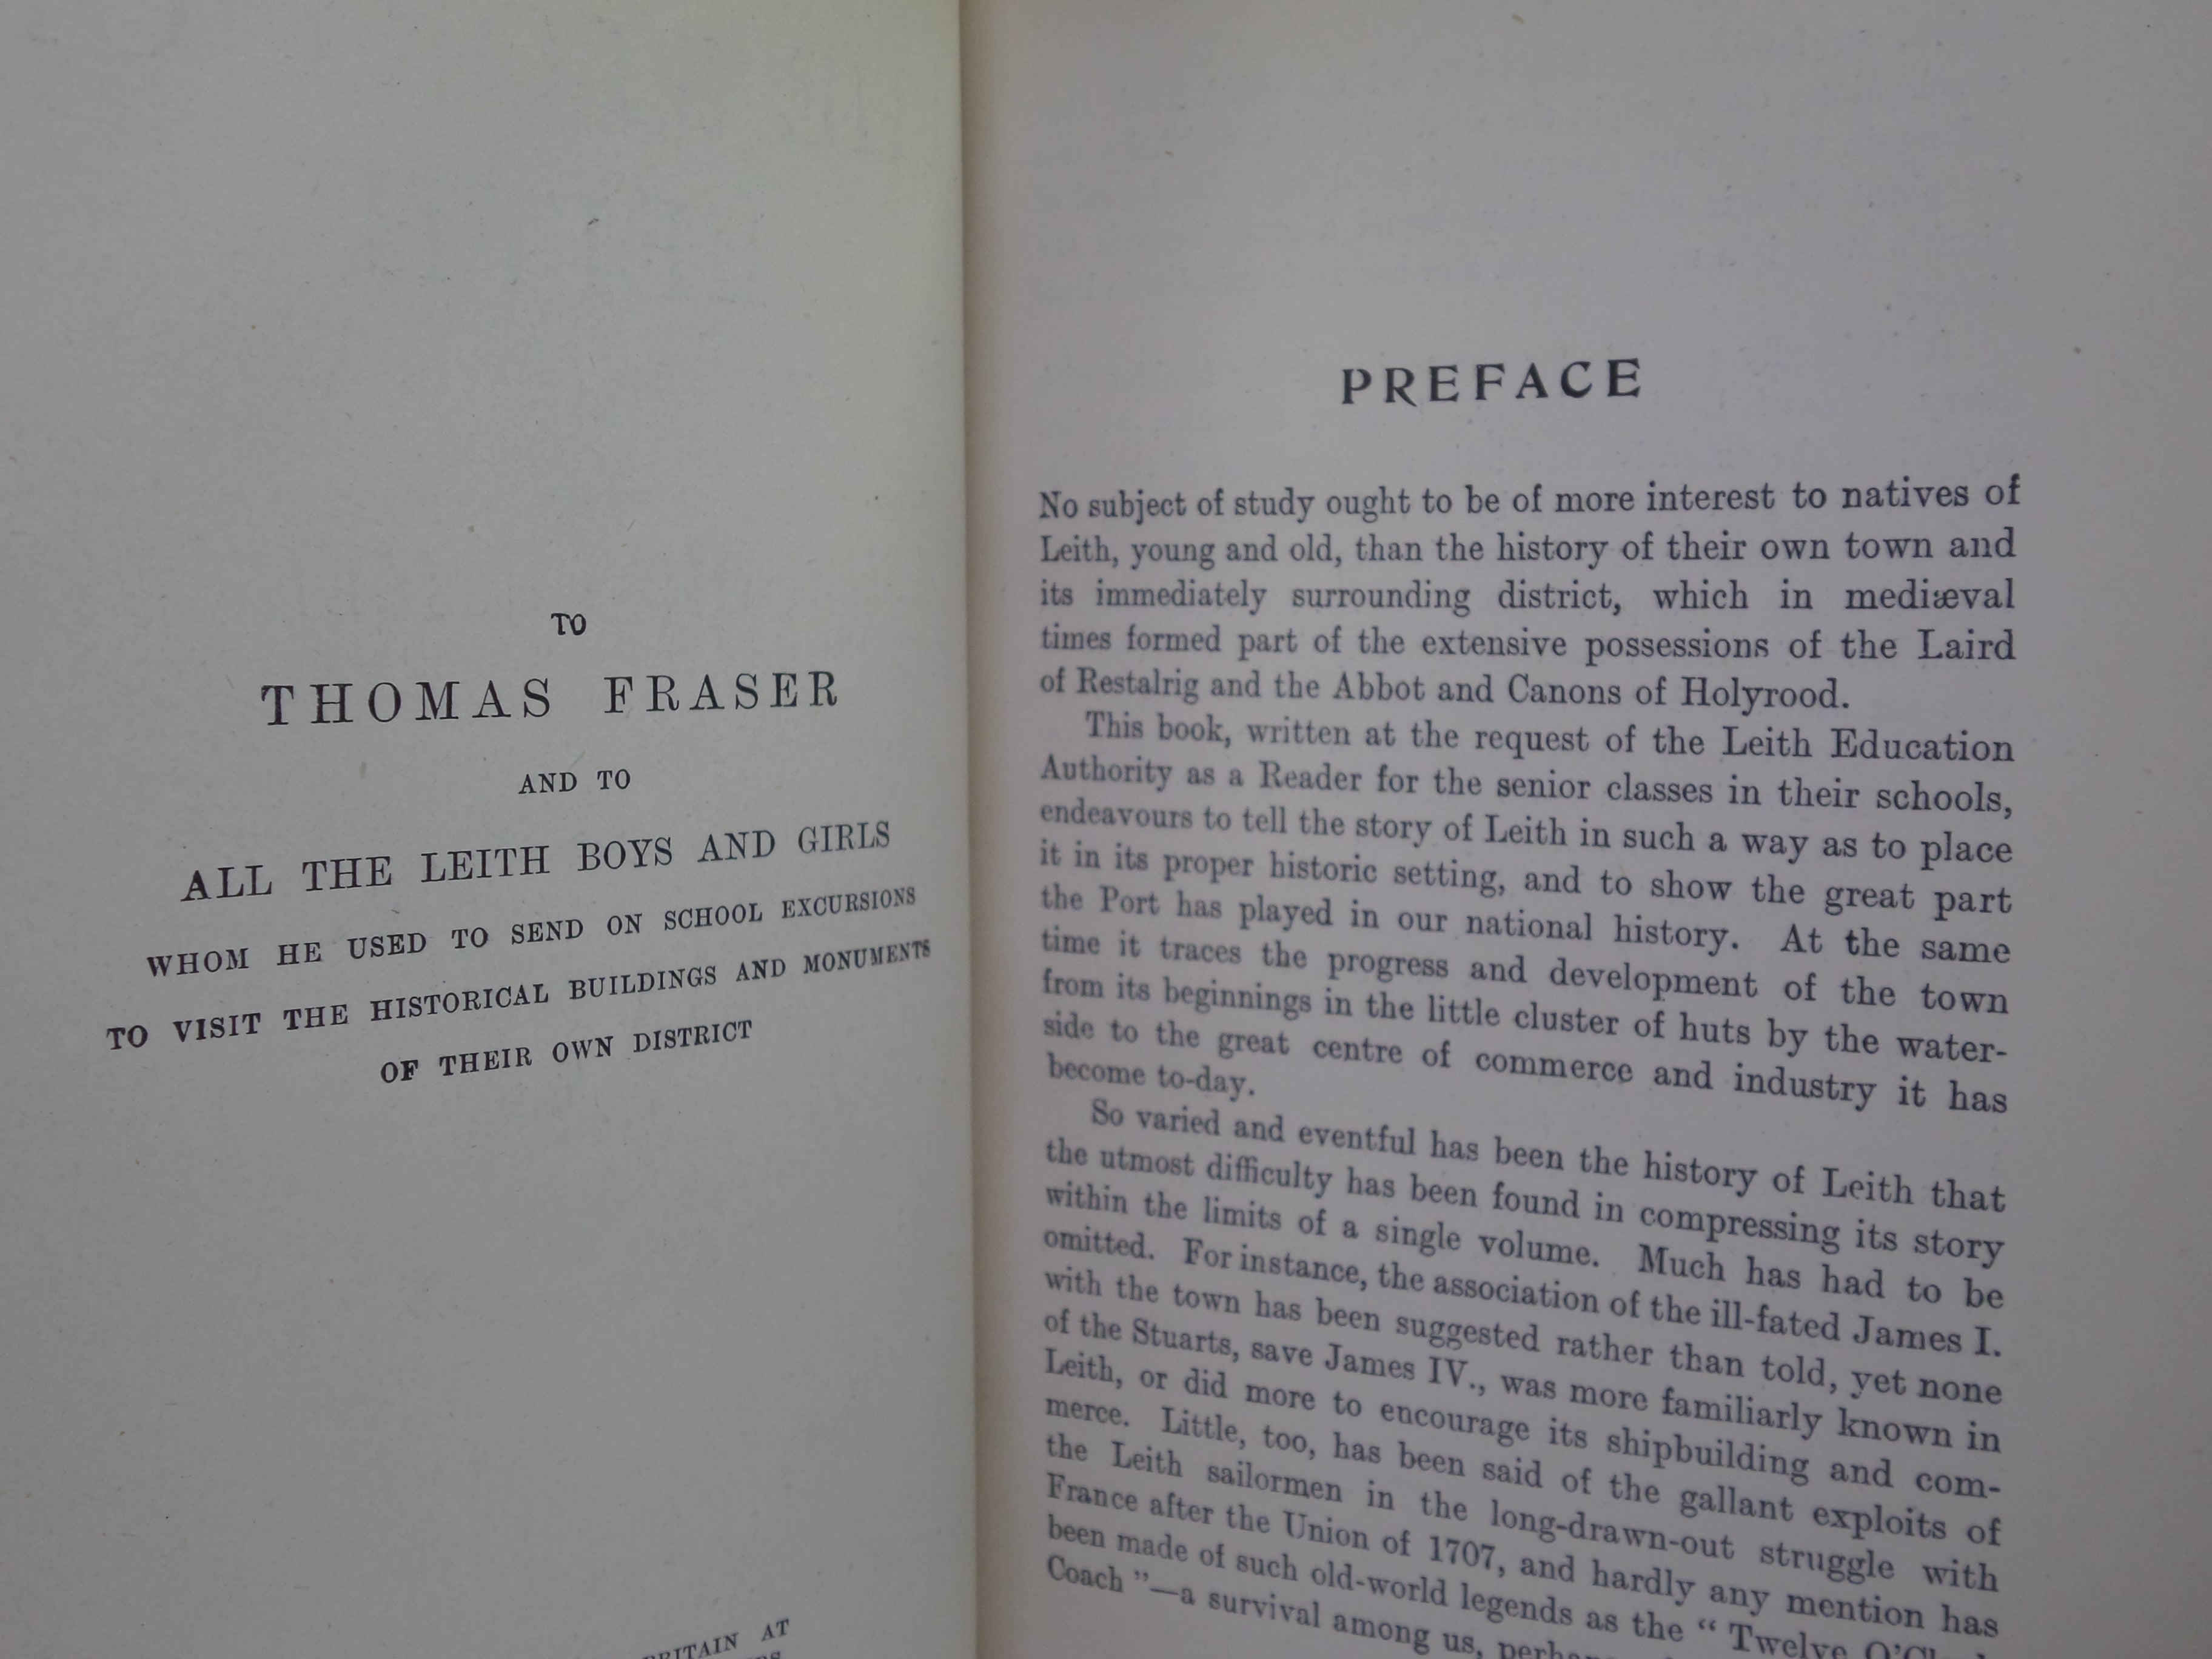 TO
THOMAS FRASER
AND TO
ALL THE LEITH BOYS AND GIRLS
WHOM HE USED TO SEND ON SCHOOL EXCURSIONS
TO VISIT THE HISTORICAL BUILDINGS AND MONUMENTS
OF THEIR OWN DISTRICT
AT
PREFACE
No subject of study ought to be of more interest to natives of
Leith, young and old, than the history of their own town and
its immediately surrounding district, which in mediæval
times formed part of the extensive possessions of the Laird
of Restalrig and the Abbot and Canons of Holyrood.
This book, written at the request of the Leith Education
Authority as a Reader for the senior classes in their schools,
endeavours to tell the story of Leith in such a way as to place
it in its proper historic setting, and to show the great part
the Port has played in our national history. At the same
time it traces the progress and development of the town
from its beginnings in the little cluster of huts by the water-
side to the great centre of commerce and industry it has
become to-day.
So varied and eventful has been the history of Leith that
the utmost difficulty has been found in compressing its story
within the limits of a single volume. Much has had to be
omitted. For instance, the association of the ill-fated James I.
with the town has been suggested rather than told, yet none
of the Stuarts, save James IV., was more familiarly known in
Leith, or did more to encourage its shipbuilding and com-
merce. Little, too, has been said of the gallant exploits of
the Leith sailormen in the long-drawn-out struggle with
France after the Union of 1707, and hardly any mention has
been made of such old-world legends as the “ Twelve
Coach ”—a survival among us,